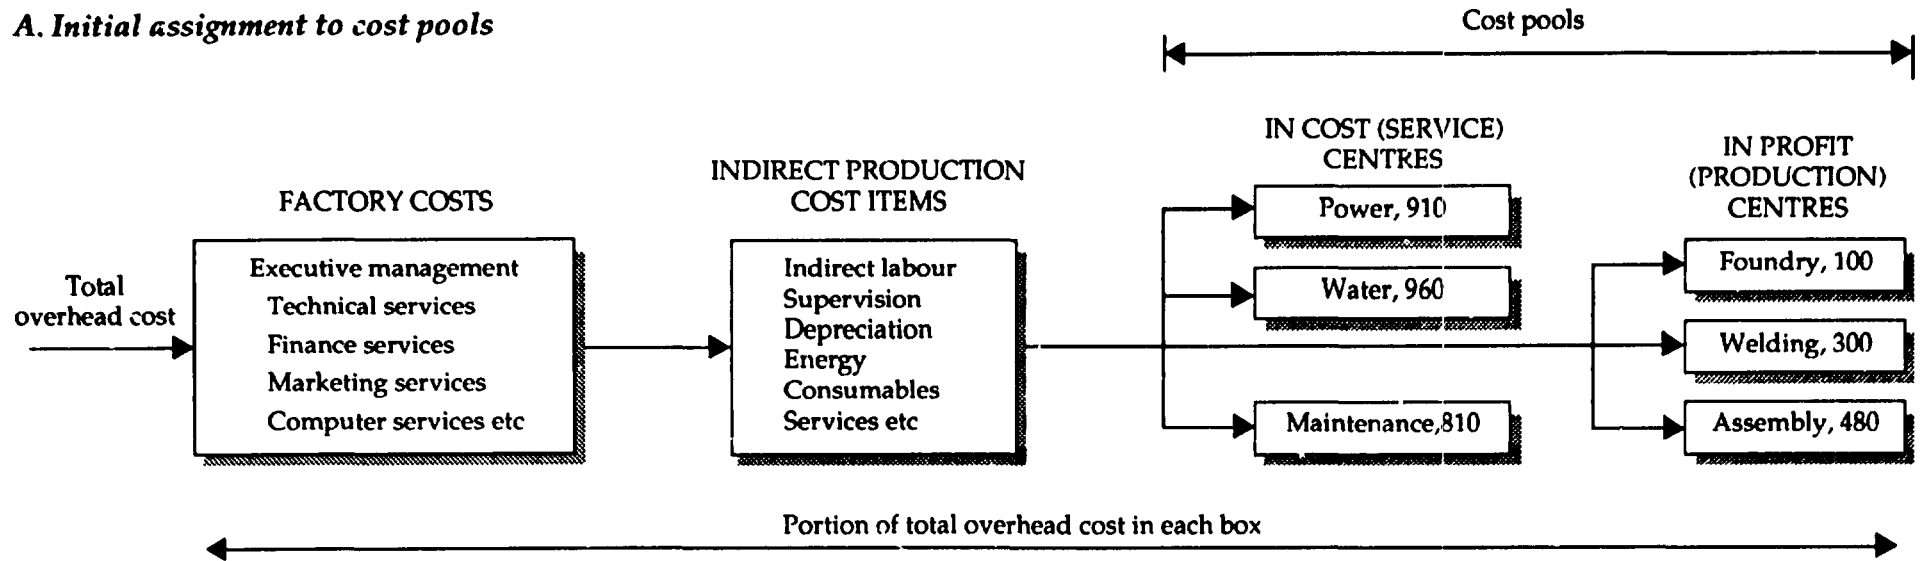 A. Initial assignment to cost pools
Cost pools
Total
overhead cost
FACTORY COSTS
Executive management
Technical services
Finance services
Marketing services
Computer services etc
INDIRECT PRODUCTION
COST ITEMS
Indirect labour
Supervision
Depreciation
Energy
Consumables
Services etc
IN COST (SERVICE)
CENTRES
Power, 910
Water, 960
Maintenance,810
IN PROFIT
(PRODUCTION)
CENTRES
Foundry, 100
Welding, 300
Assembly, 480
Portion of total overhead cost in each box